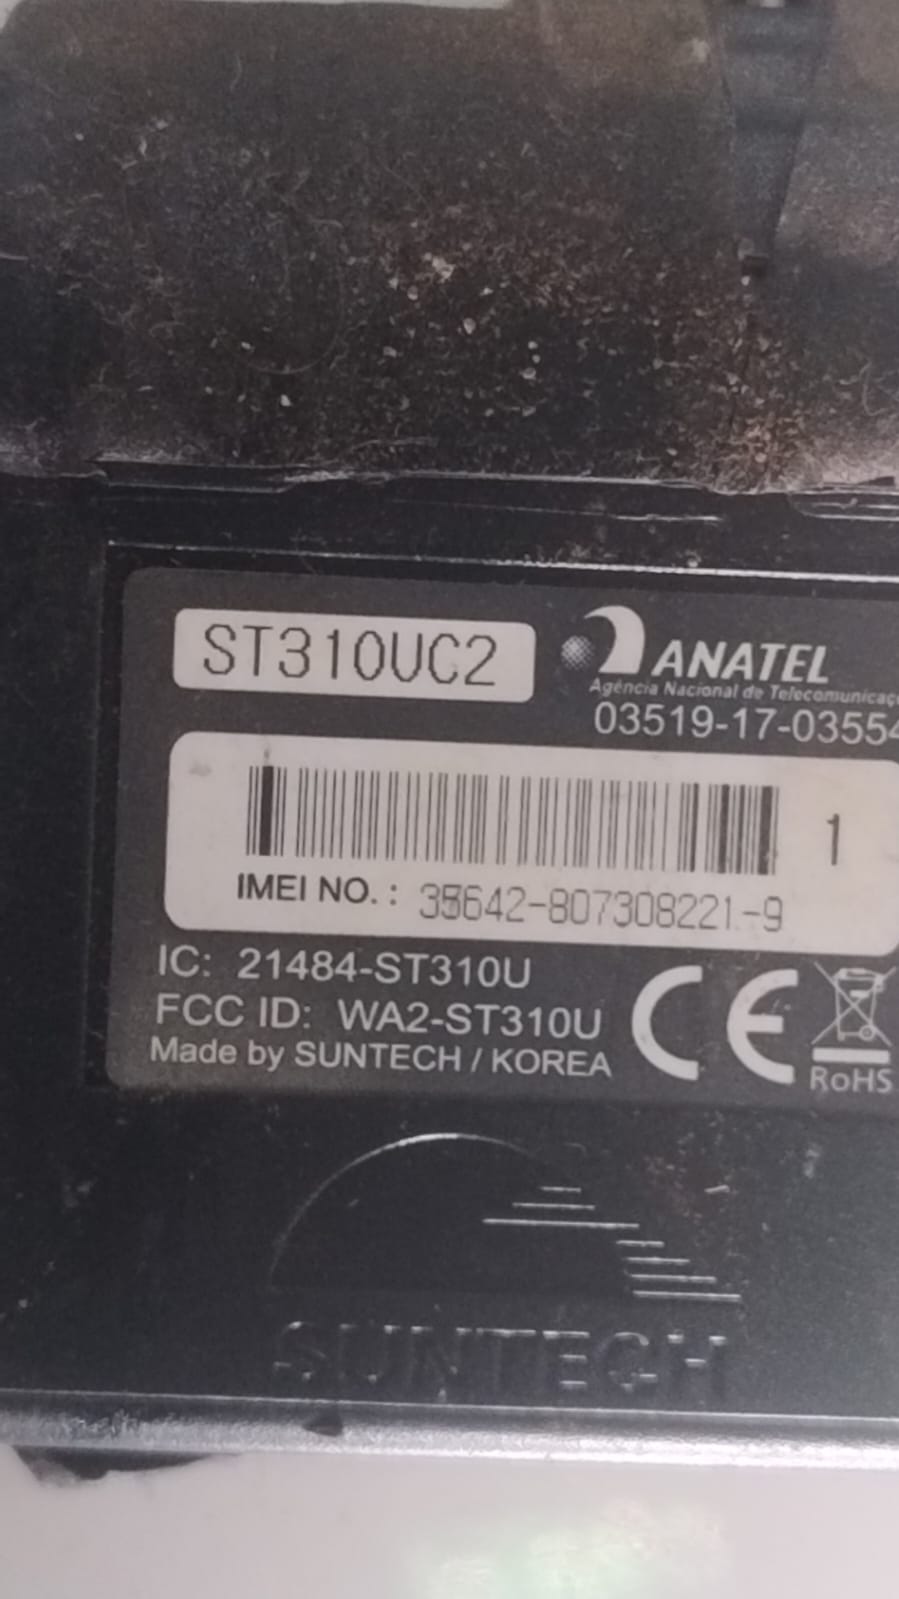 ST310UC2
ANATEL
Agência Nacional de
03519-17-03554
1
IMEI NO. : 35642-807308221-9
IC: 21484-ST310U
FCC ID: WA2-ST310U
Made by SUNTECH / KOREA
CE
RoHS
SUNTECH